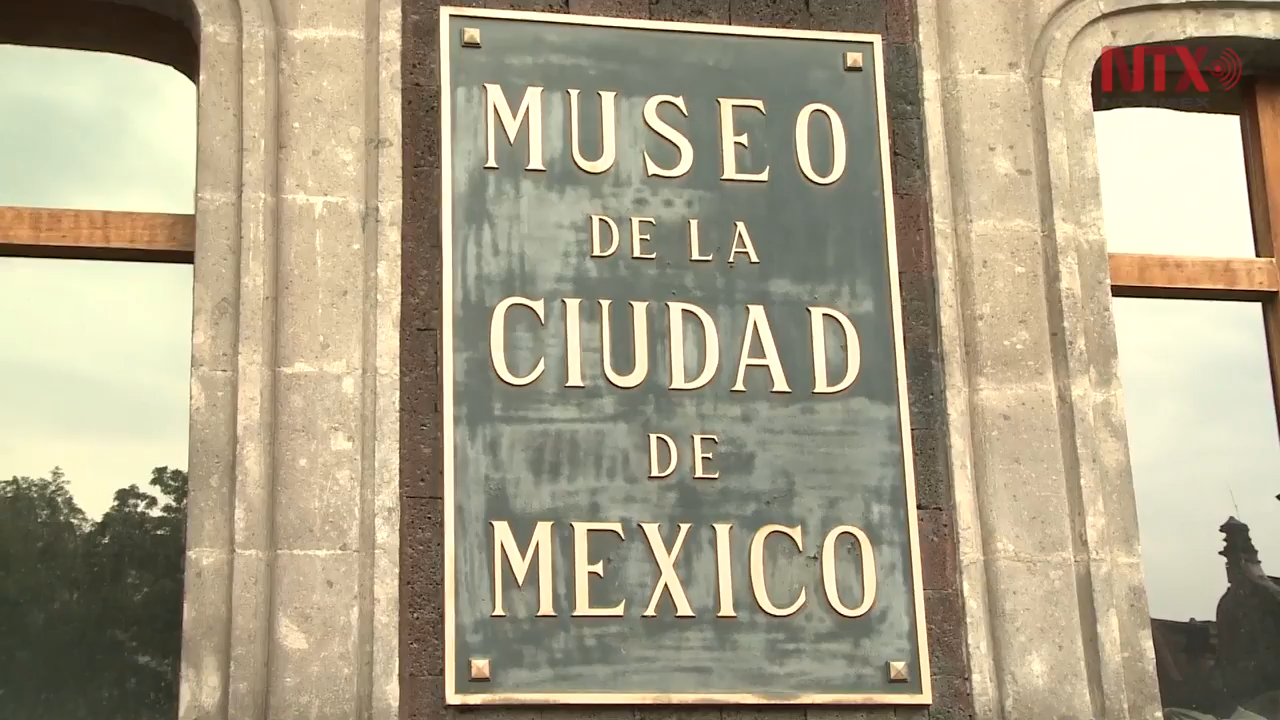 MUSEO
DE LA
CIUDAD
DE
MEXICO
NTX